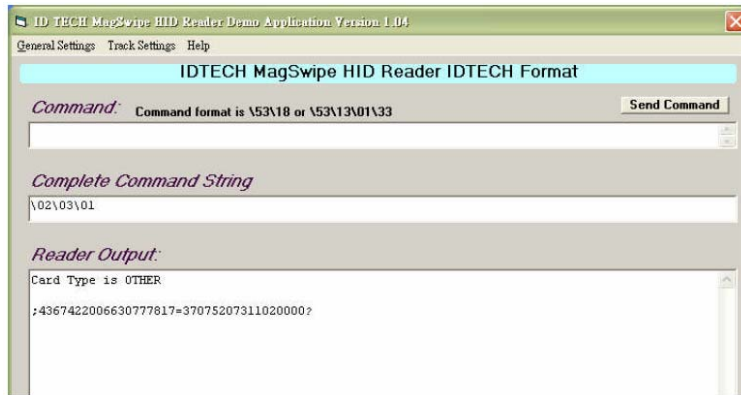 ID TECH MagSwipe HID Reader Demo Application Version 1.04
General Settings Track Settings Help
IDTECH MagSwipe HID Reader IDTECH Format
Command: Command format is \53\18 or \53\13\01\33 Send Command
Complete Command String
\02\03\01
Reader Output:
Card Type is OTHER
;4367422006630777817=37075207311020000?